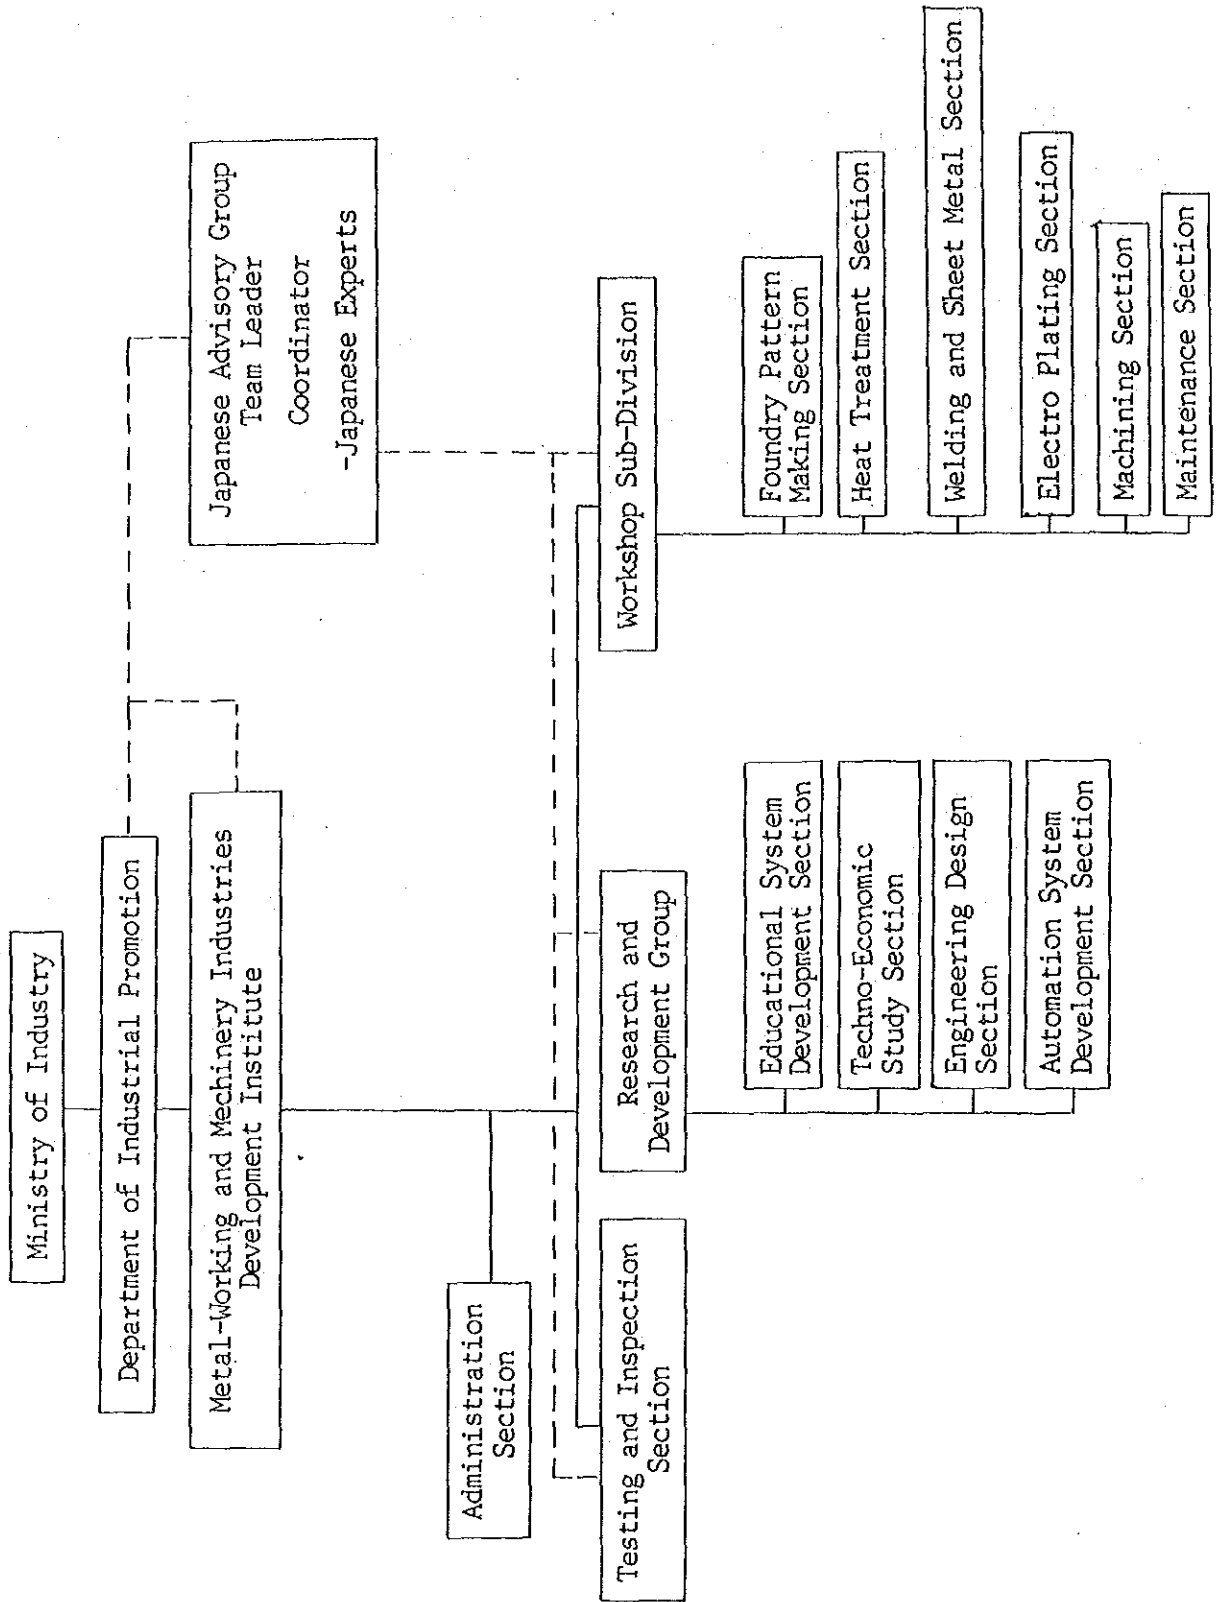 Ministry of Industry
Department of Industrial Promotion
Metal-Working and Mechinery Industries
Development Institute
Japanese Advisory Group
Team Leader
Coordinator
-Japanese Experts
Administration
Section
Testing and Inspection
Section
Research and
Development Group
Workshop Sub-Division
Educational System
Development Section
Techno-Economic
Study Section
Engineering Design
Section
Automation System
Development Section
Foundry Pattern
Making Section
Heat Treatment Section
Welding and Sheet Metal Section
Electro Plating Section
Machining Section
Maintenance Section